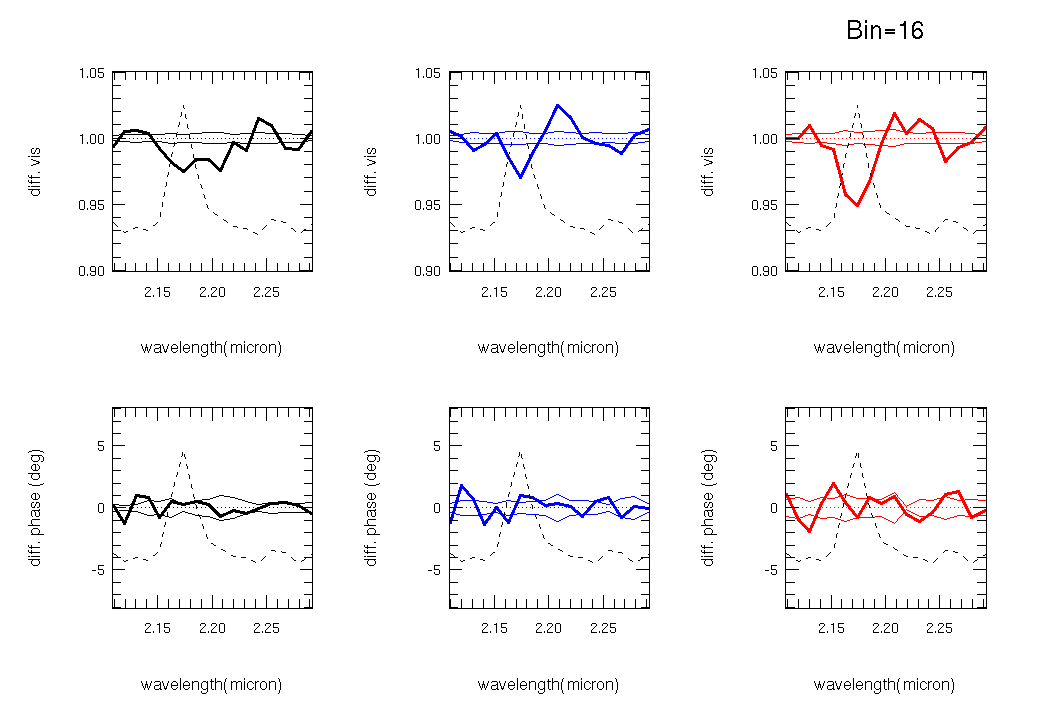 Bin=16
1.05
1.00
0.95
0.90
diff. vis
2.15 2.20 2.25
wavelength(micron)
1.05
1.00
0.95
0.90
diff. vis
2.15 2.20 2.25
wavelength(micron)
1.05
1.00
0.95
0.90
diff. vis
2.15 2.20 2.25
wavelength(micron)
5
0
-5
diff. phase (deg)
2.15 2.20 2.25
wavelength(micron)
5
0
-5
diff. phase (deg)
2.15 2.20 2.25
wavelength(micron)
5
0
-5
diff. phase (deg)
2.15 2.20 2.25
wavelength(micron)